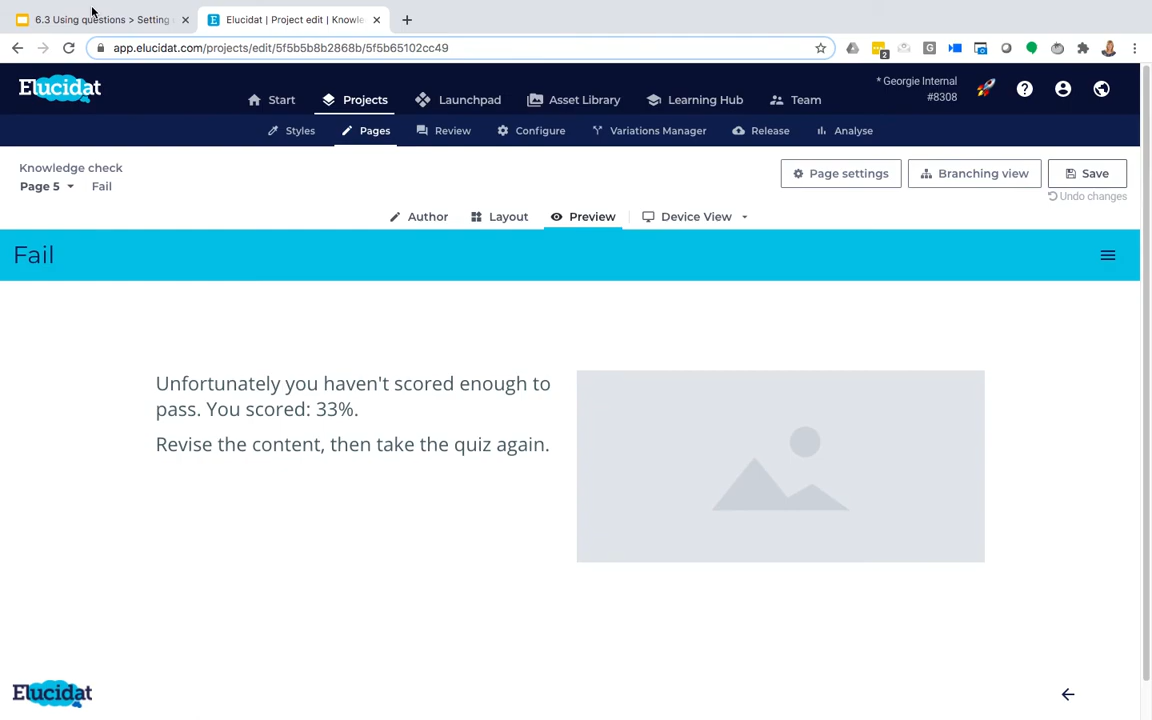 6.3 Using questions > Setting
Elucidat | Project edit | Knowle
app.elucidat.com/projects/edit/5f5b5b8b2868b/5f5b65102cc49
2
Elucidat
Start
Projects
Launchpad
Asset Library
Learning Hub
Team
* Georgie Internal
#8308
Styles
Pages
Review
Configure
Variations Manager
Release
Analyse
Knowledge check
Page 5
Fail
Page settings
Branching view
Save
Undo changes
Author
Layout
Preview
Device View
Fail
Unfortunately you haven't scored enough to
pass. You scored: 33%.
Revise the content, then take the quiz again.
Elucidat